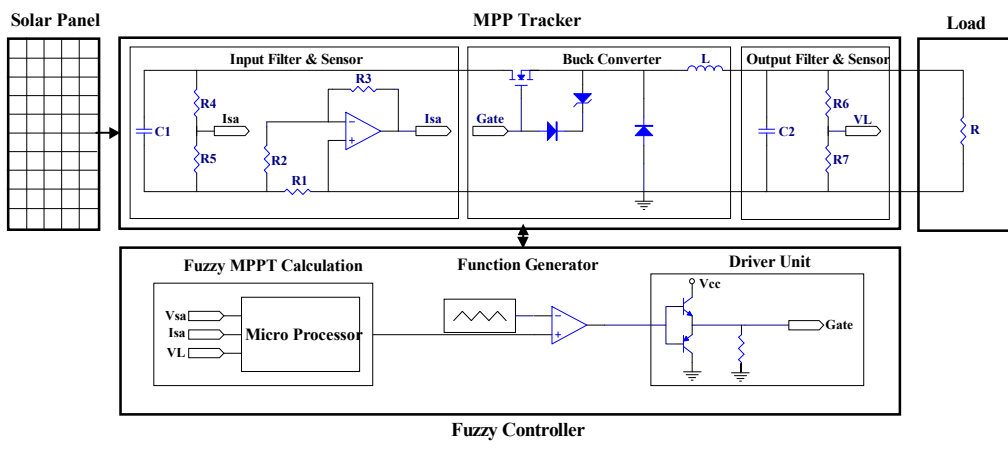 Solar Panel
MPP Tracker
Load
Input Filter & Sensor
Buck Converter
L
Output Filter & Sensor
R3
R4
Isa
Isa
Gate
R6
VL
C1
C2
R
R5
R2
R7
R1
Fuzzy MPPT Calculation
Function Generator
Driver Unit
Vcc
Vsa
Isa
Micro Processor
Gate
VL
Fuzzy Controller